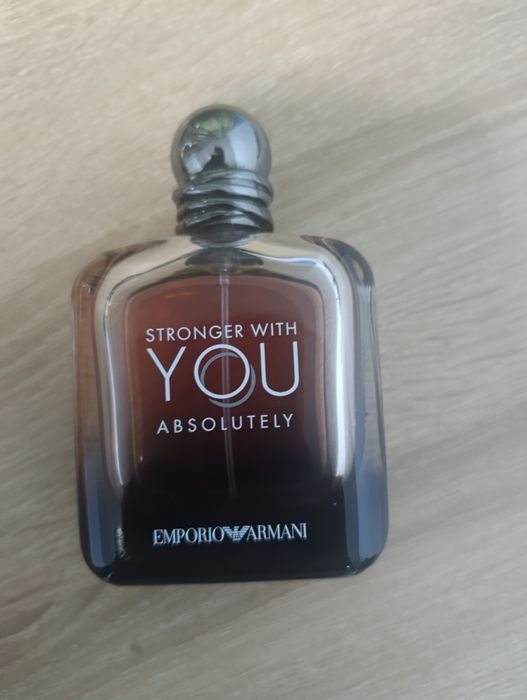 STRONGER WITH
YOU
ABSOLUTELY
EMPORIO ARMANI